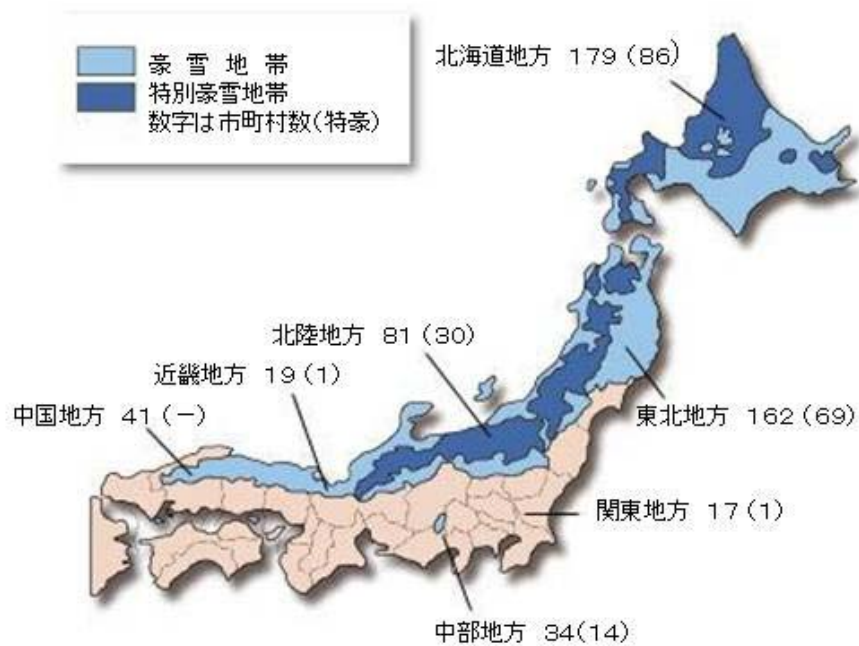 豪雪地帯
特別豪雪地帯
数字は市町村数(特豪)
北海道地方 179(86)
北陸地方 81(30)
近畿地方 19(1)
中国地方 41(−)
東北地方 162(69)
関東地方 17(1)
中部地方 34(14)